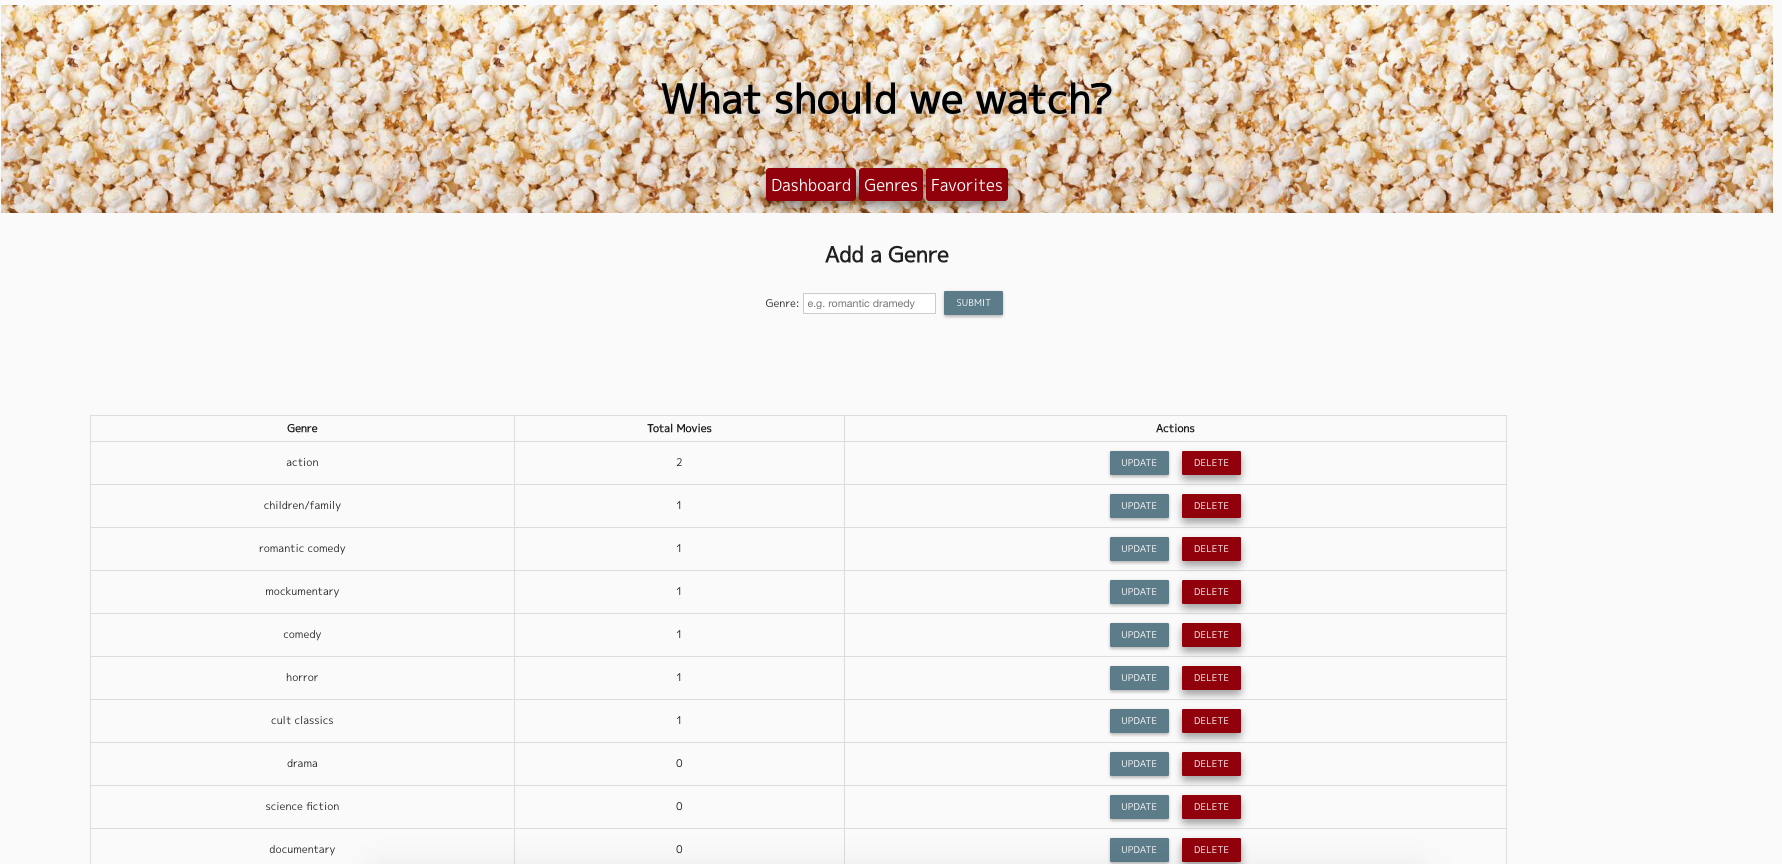 What should we watch?
Dashboard Genres Favorites
Add a Genre
Genre: e.g. romantic dramedy SUBMIT
Genre Total Movies Actions
action 2 UPDATE DELETE
children/family 1 UPDATE DELETE
romantic comedy 1 UPDATE DELETE
mockumentary 1 UPDATE DELETE
comedy 1 UPDATE DELETE
horror 1 UPDATE DELETE
cult classics 1 UPDATE DELETE
drama 0 UPDATE DELETE
science fiction 0 UPDATE DELETE
documentary 0 UPDATE DELETE